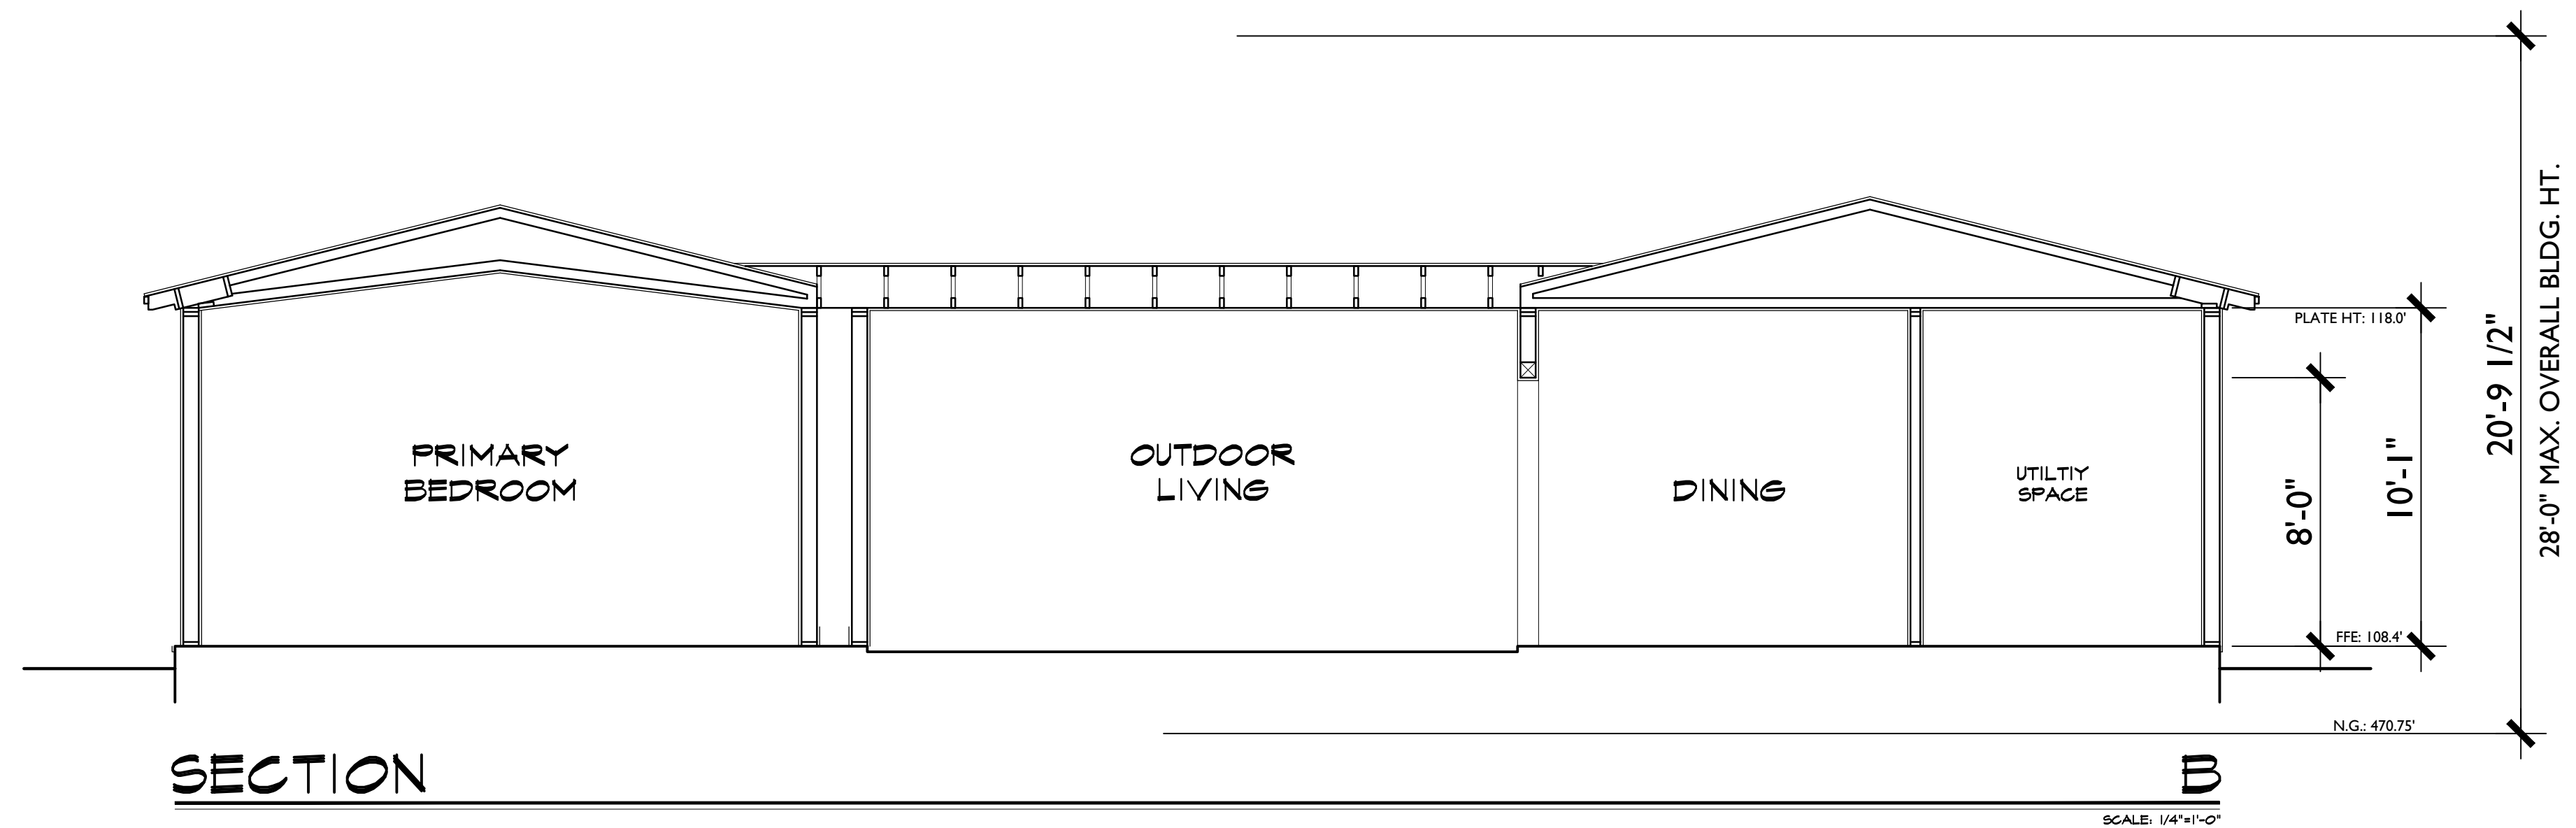 PLATE HT: 118.0'
20'-9 1/2"
28'-0" MAX. OVERALL BLDG. HT.
PRIMARY
BEDROOM
OUTDOOR
LIVING
DINING
UTILTIY
SPACE
8'-0"
10'-1"
FFE: 108.4'
N.G.: 470.75'
SECTION
B
SCALE: 1/4"=1'-0"